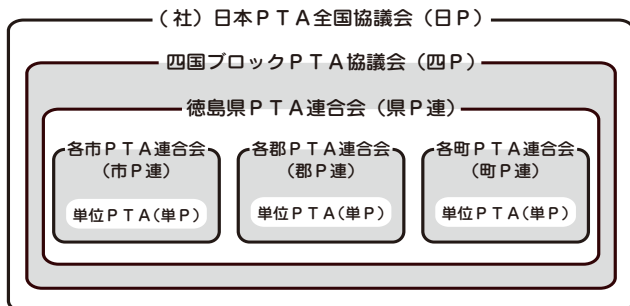 (社)日本PTA全国協議会(日P)
四国ブロックPTA協議会(四P)
徳島県PTA連合会(県P連)
各市PTA連合会
(市P連)
単位PTA(単P)
各郡PTA連合会
(郡P連)
単位PTA(単P)
各町PTA連合会
(町P連)
単位PTA(単P)